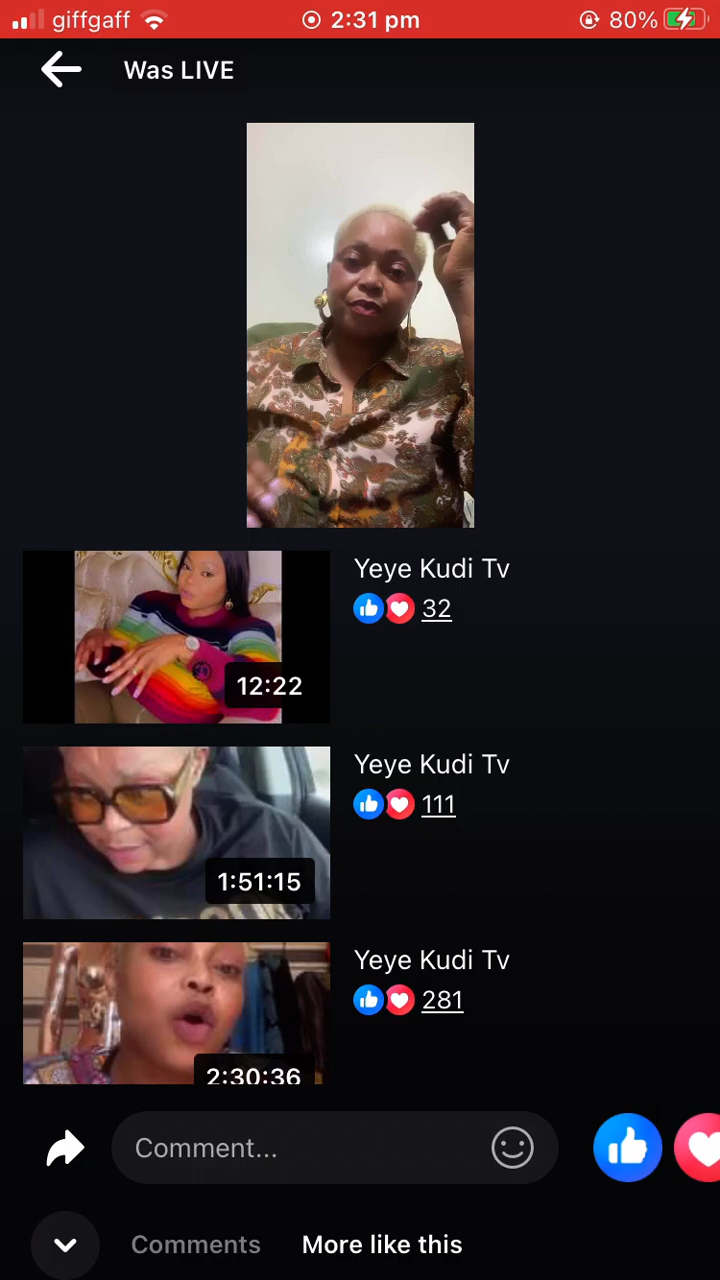 giffgaff 2:31 pm 80%
Was LIVE
Yeye Kudi Tv
32
12:22
Yeye Kudi Tv
111
1:51:15
Yeye Kudi Tv
281
2:30:36
Comment...
Comments More like this